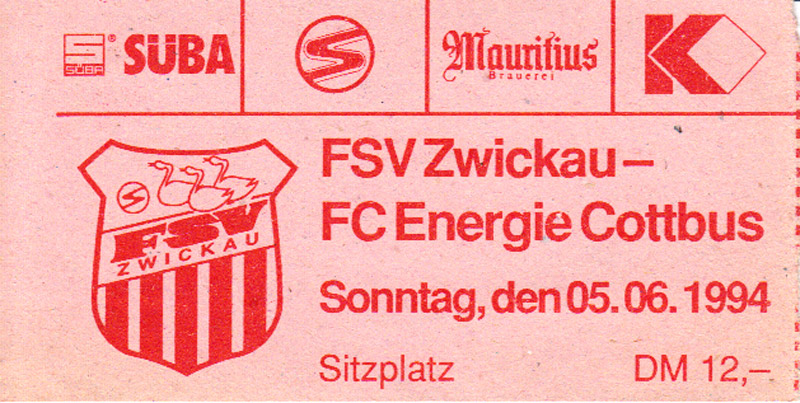 SÜBA® SÜBA
S
Mauritius
Brauerei
K
FSV Zwickau–
FC Energie Cottbus
S
FSV
ZWICKAU
Sonntag, den 05.06.1994
Sitzplatz DM 12,–